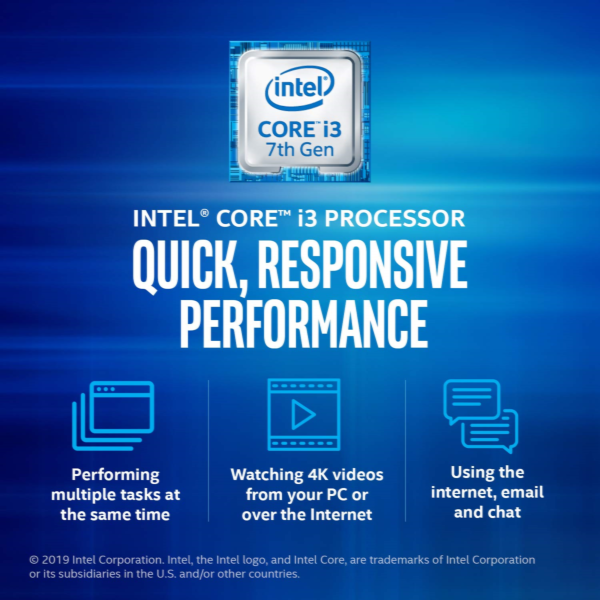 intel
CORE™ i3
7th Gen
INTEL® CORE™ i3 PROCESSOR
QUICK, RESPONSIVE
PERFORMANCE
Performing
multiple tasks at
the same time
Watching 4K videos
from your PC or
over the Internet
Using the
internet, email
and chat
© 2019 Intel Corporation. Intel, the Intel logo, and Intel Core, are trademarks of Intel Corporation
or its subsidiaries in the U.S. and/or other countries.